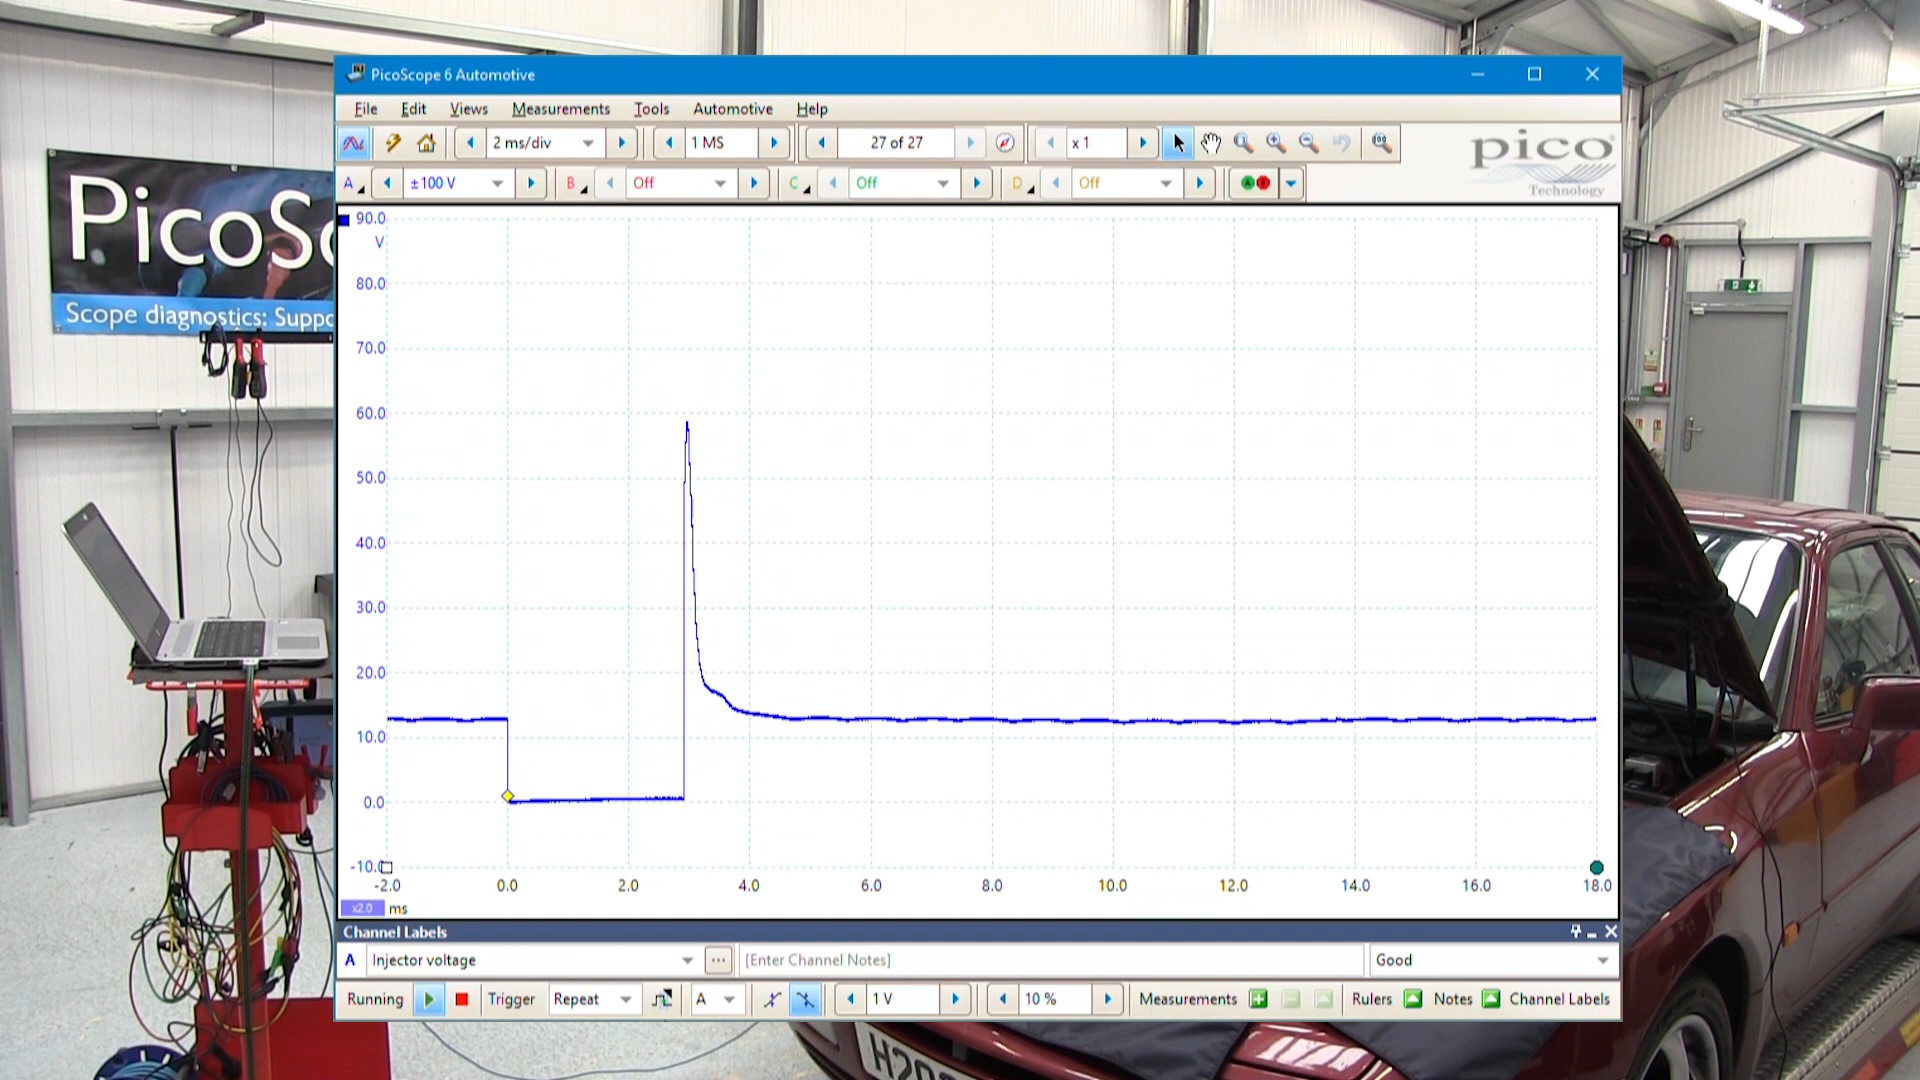 PicoScope 6 Automotive
File Edit Views Measurements Tools Automotive Help
2 ms/div 1 MS 27 of 27 x 1
pico
Technology
A ±100 V B Off C Off D Off
PicoSc
Scope diagnostics: Suppo
90.0
V
80.0
70.0
60.0
50.0
40.0
30.0
20.0
10.0
0.0
-10.0
-2.0 0.0 2.0 4.0 6.0 8.0 10.0 12.0 14.0 16.0 18.0
x2.0 ms
Channel Labels
A Injector voltage ... [Enter Channel Notes] Good
Running Trigger Repeat A 1 V 10 % Measurements Rulers Notes Channel Labels